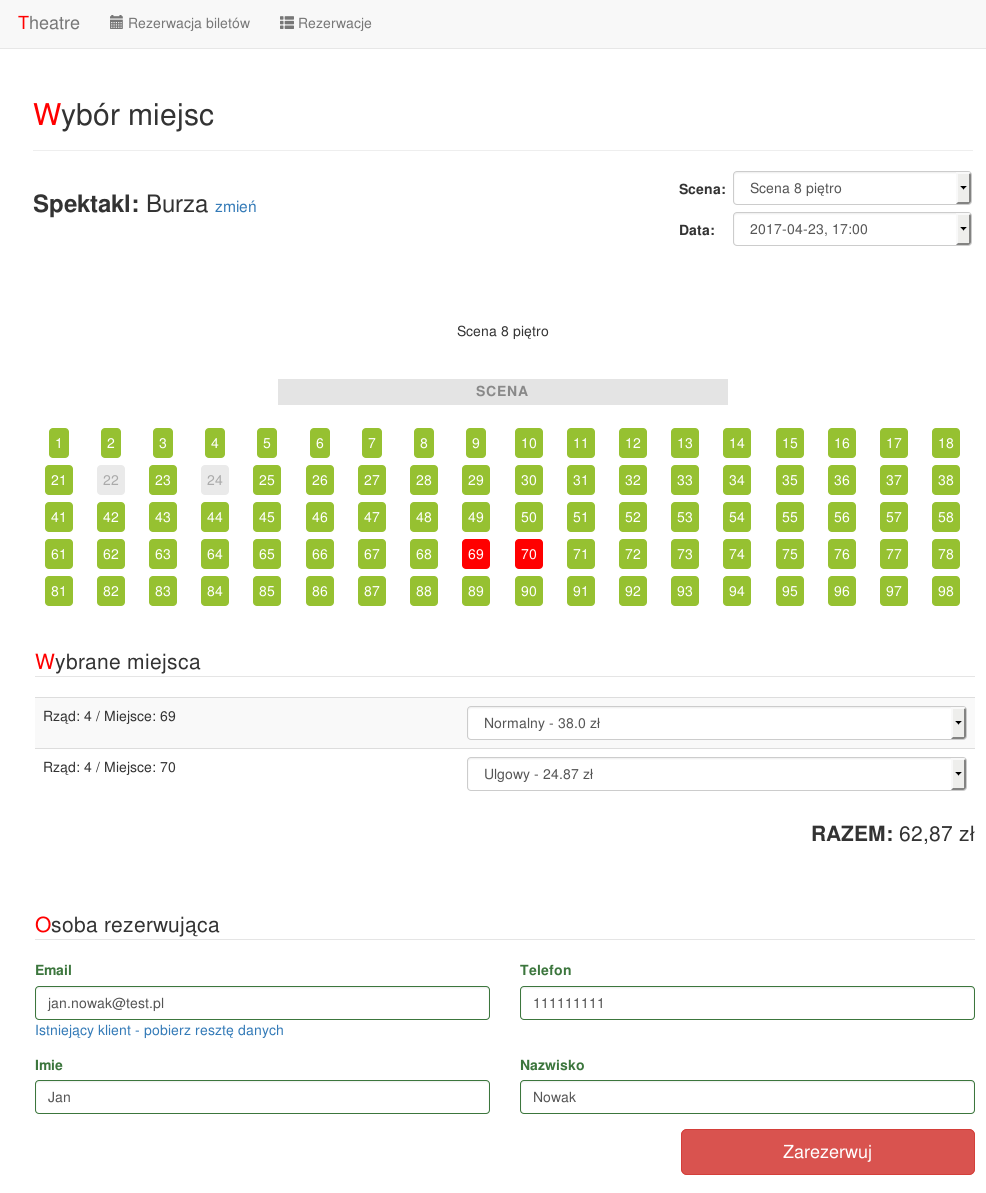 Theatre Rezerwacja biletów Rezerwacje
Wybór miejsc
Spektakl: Burza zmień
Scena: Scena 8 piętro
Data: 2017-04-23, 17:00
Scena 8 piętro
SCENA
1 2 3 4 5 6 7 8 9 10 11 12 13 14 15 16 17 18
21 22 23 24 25 26 27 28 29 30 31 32 33 34 35 36 37 38
41 42 43 44 45 46 47 48 49 50 51 52 53 54 55 56 57 58
61 62 63 64 65 66 67 68 69 70 71 72 73 74 75 76 77 78
81 82 83 84 85 86 87 88 89 90 91 92 93 94 95 96 97 98
Wybrane miejsca
Rząd: 4 / Miejsce: 69 Normalny - 38.0 zł
Rząd: 4 / Miejsce: 70 Ulgowy - 24.87 zł
RAZEM: 62,87 zł
Osoba rezerwująca
Email Telefon
jan.nowak@test.pl 111111111
Istniejący klient - pobierz resztę danych
Imie Nazwisko
Jan Nowak
Zarezerwuj